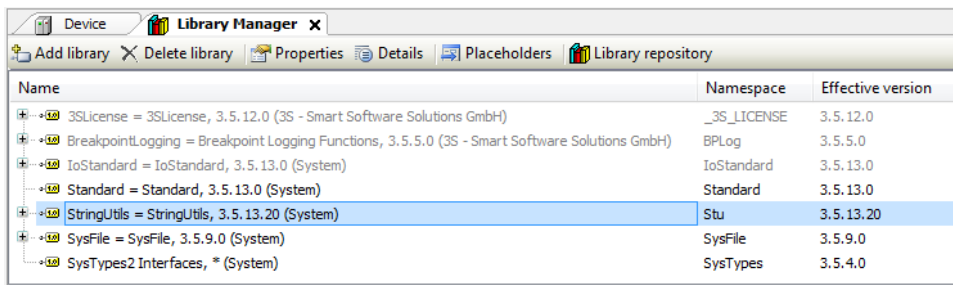 Device Library Manager X
Add library Delete library Properties Details Placeholders Library repository
Name Namespace Effective version
3SLicense = 3SLicense, 3.5.12.0 (3S - Smart Software Solutions GmbH) _3S_LICENSE 3.5.12.0
BreakpointLogging = Breakpoint Logging Functions, 3.5.5.0 (3S - Smart Software Solutions GmbH) BPLog 3.5.5.0
IoStandard = IoStandard, 3.5.13.0 (System) IoStandard 3.5.13.0
Standard = Standard, 3.5.13.0 (System) Standard 3.5.13.0
StringUtils = StringUtils, 3.5.13.20 (System) Stu 3.5.13.20
SysFile = SysFile, 3.5.9.0 (System) SysFile 3.5.9.0
SysTypes2 Interfaces, * (System) SysTypes 3.5.4.0